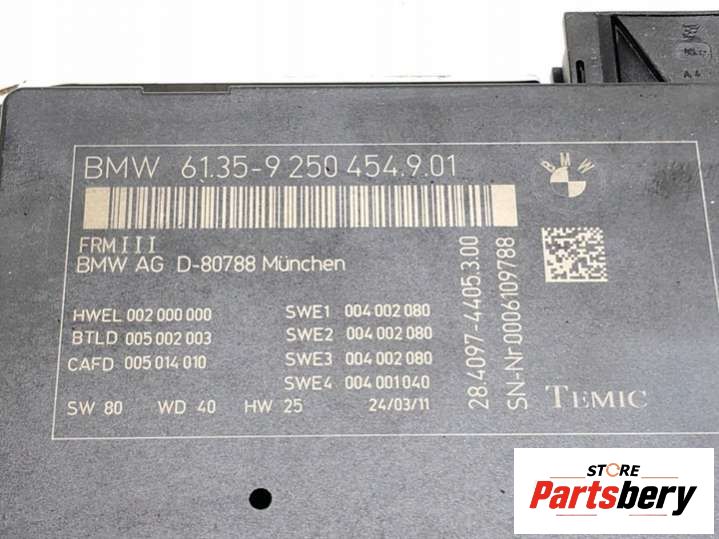 BMW 61.35-9 250 454.9.01
BMW
FRM III
BMW AG D-80788 München
HWEL 002 000 000
BTLD 005 002 003
CAFD 005 014 010
SWE1 004 002 080
SWE2 004 002 080
SWE3 004 002 080
SWE4 004 001 040
SW 80 WD 40 HW 25 24/03/11
28.4097-4405.3.00
SN-Nr0006109788
TEMIC
STORE
Partsbery